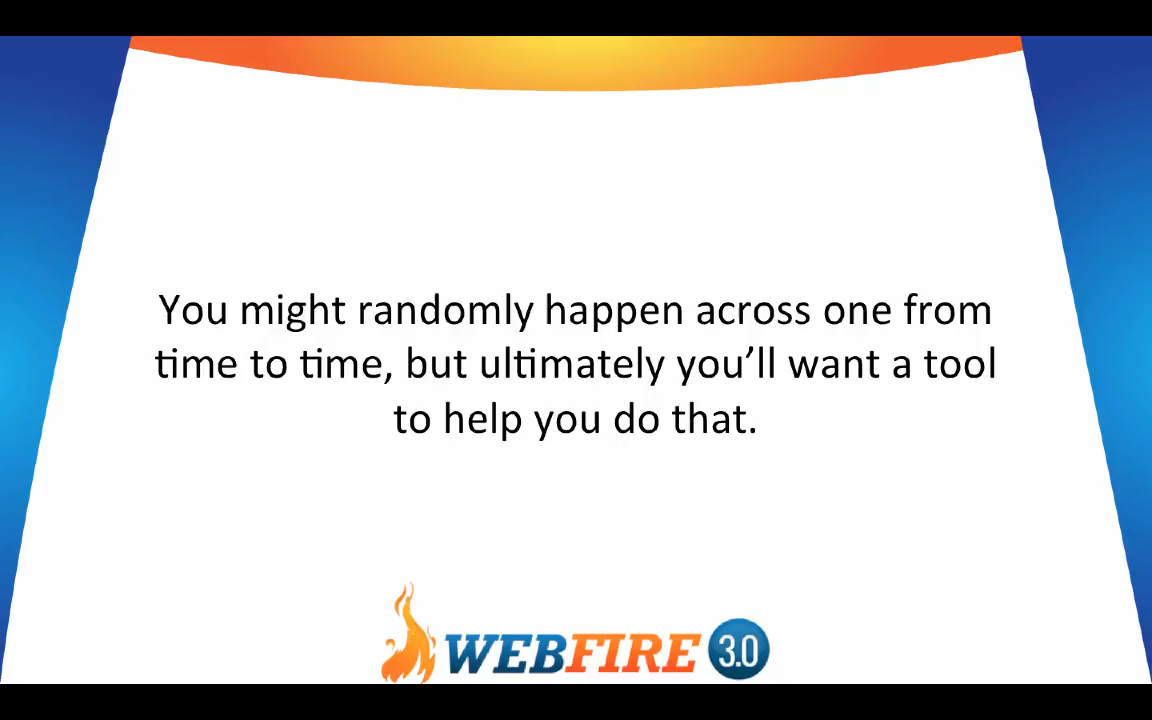 You might randomly happen across one from
time to time, but ultimately you’ll want a tool
to help you do that.
WEBFIRE 3.0